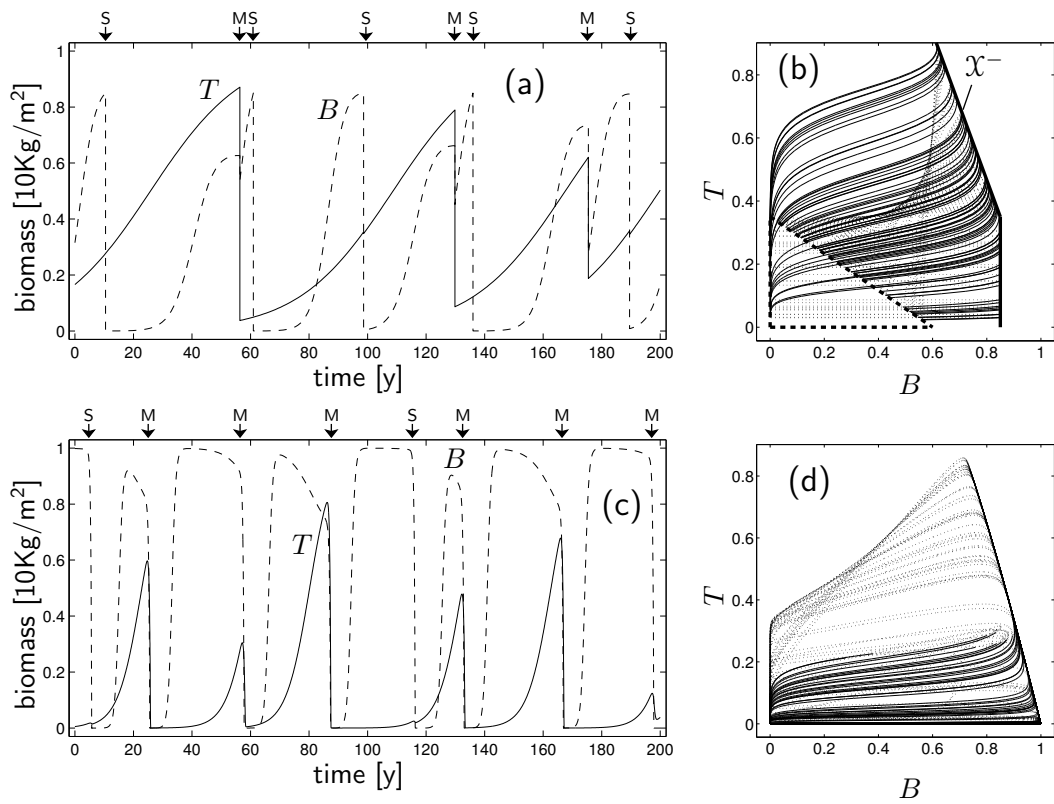 S M S S M S M S
1
0.8
0.6
0.4
0.2
0
biomass [10Kg/m²]
T
B
(a)
0 20 40 60 80 100 120 140 160 180 200
time [y]
(b)
𝔛⁻
0.8
0.6
0.4
0.2
0
T
0 0.2 0.4 0.6 0.8 1
B
S M M M S M M M
1
0.8
0.6
0.4
0.2
0
biomass [10Kg/m²]
T
B
(c)
0 20 40 60 80 100 120 140 160 180 200
time [y]
(d)
0.8
0.6
0.4
0.2
0
T
0 0.2 0.4 0.6 0.8 1
B